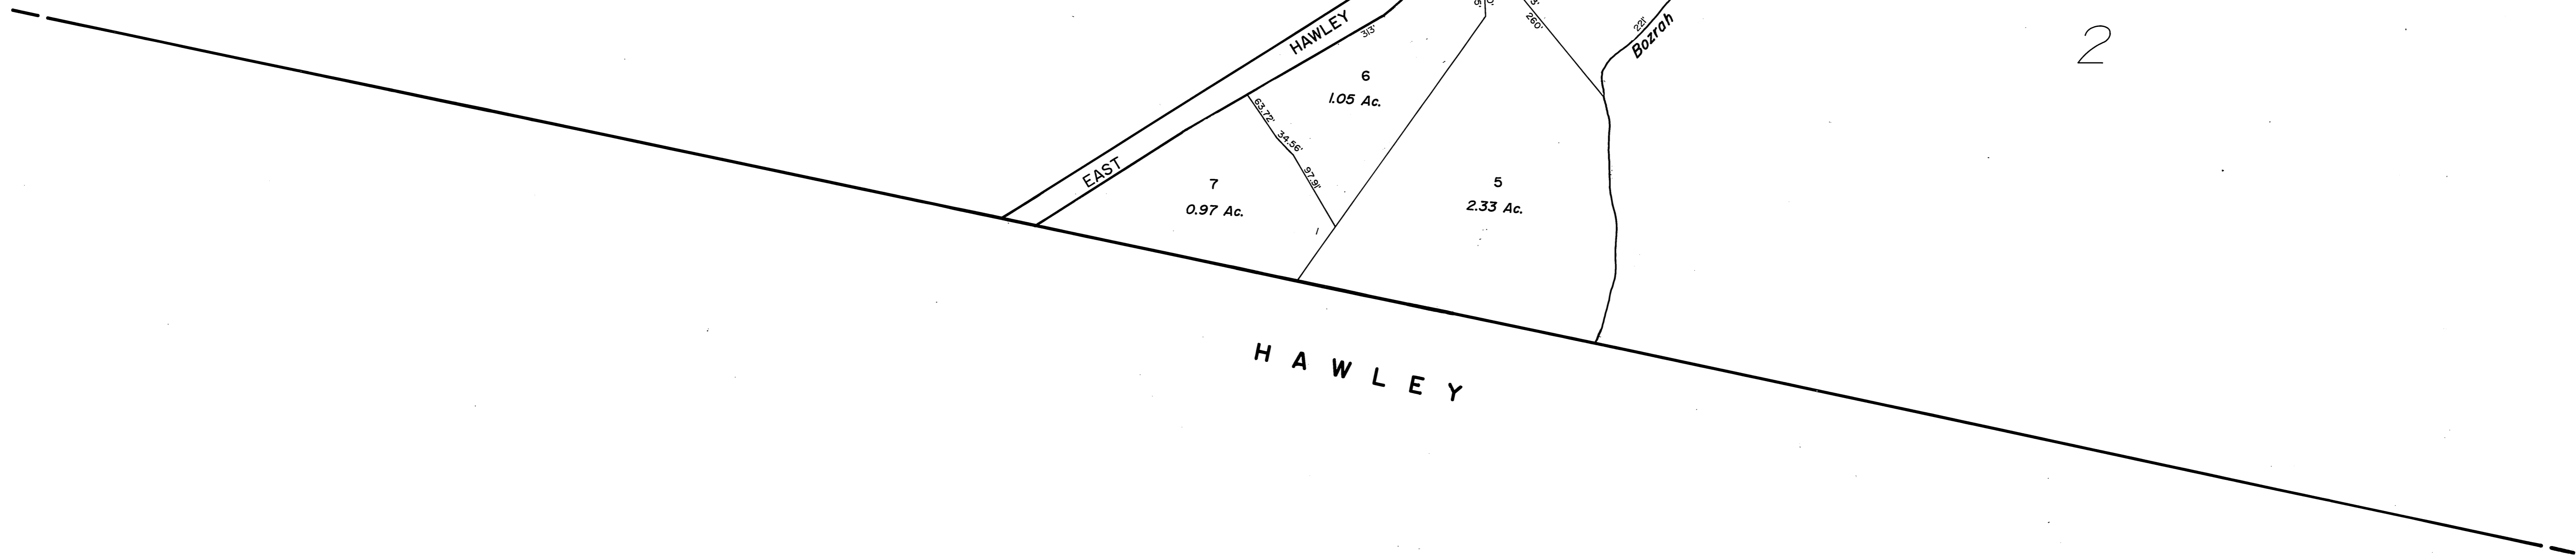 2
EAST HAWLEY
313'
260'
221'
Bozrah
6
1.05 Ac.
63.72'
34.56'
97.91'
7
0.97 Ac.
5
2.33 Ac.
HAWLEY